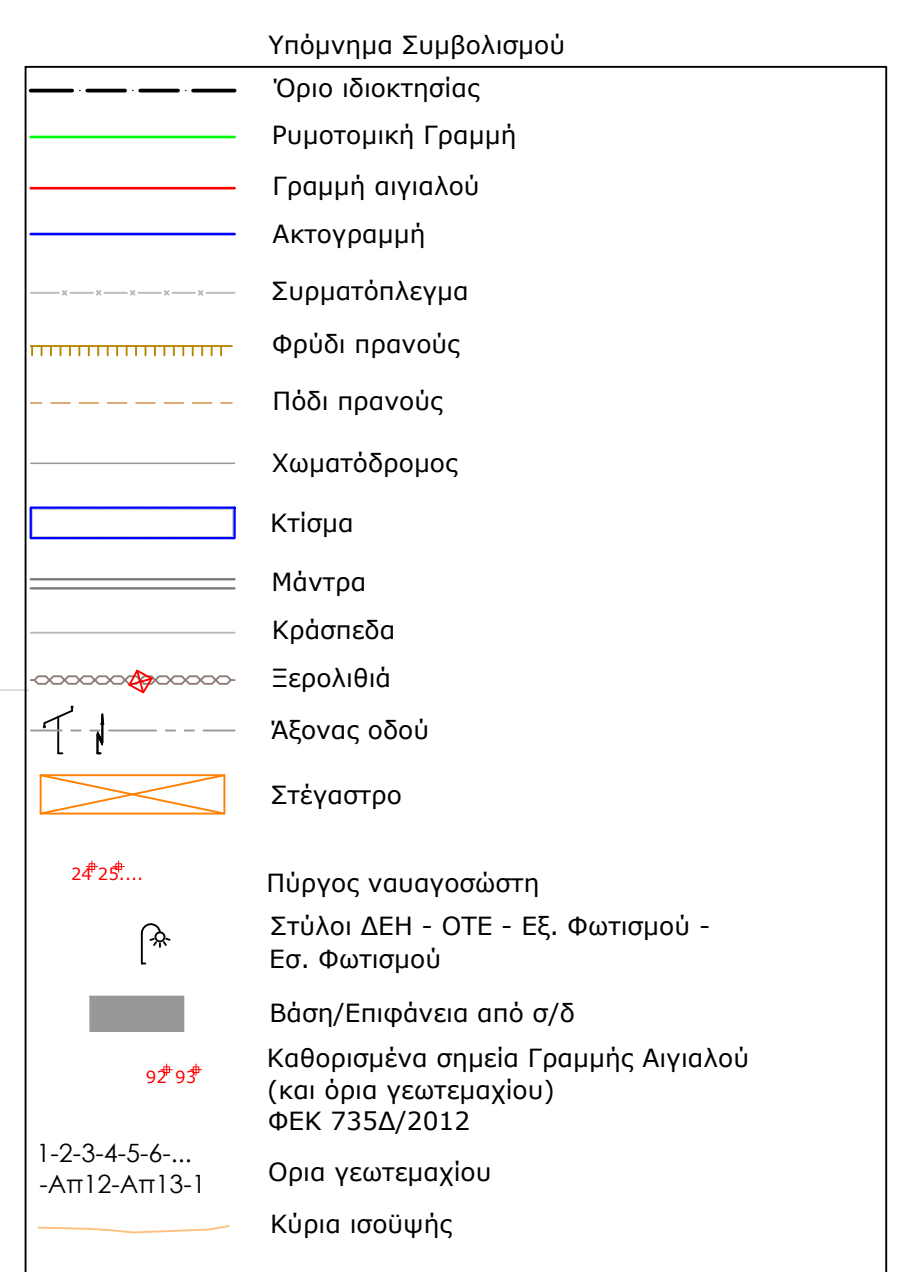 Υπόμνημα Συμβολισμού
Όριο ιδιοκτησίας
Ρυμοτομική Γραμμή
Γραμμή αιγιαλού
Ακτογραμμή
Συρματόπλεγμα
Φρύδι πρανούς
Πόδι πρανούς
Χωματόδρομος
Κτίσμα
Μάντρα
Κράσπεδα
Ξερολιθιά
Άξονας οδού
Στέγαστρο
24 25....
Πύργος ναυαγοσώστη
Στύλοι ΔΕΗ - ΟΤΕ - Εξ. Φωτισμού -
Εσ. Φωτισμού
Βάση/Επιφάνεια από σ/δ
92 93
Καθορισμένα σημεία Γραμμής Αιγιαλού
(και όρια γεωτεμαχίου)
ΦΕΚ 735Δ/2012
1-2-3-4-5-6-...
-Απ12-Απ13-1
Ορια γεωτεμαχίου
Κύρια ισοϋψής